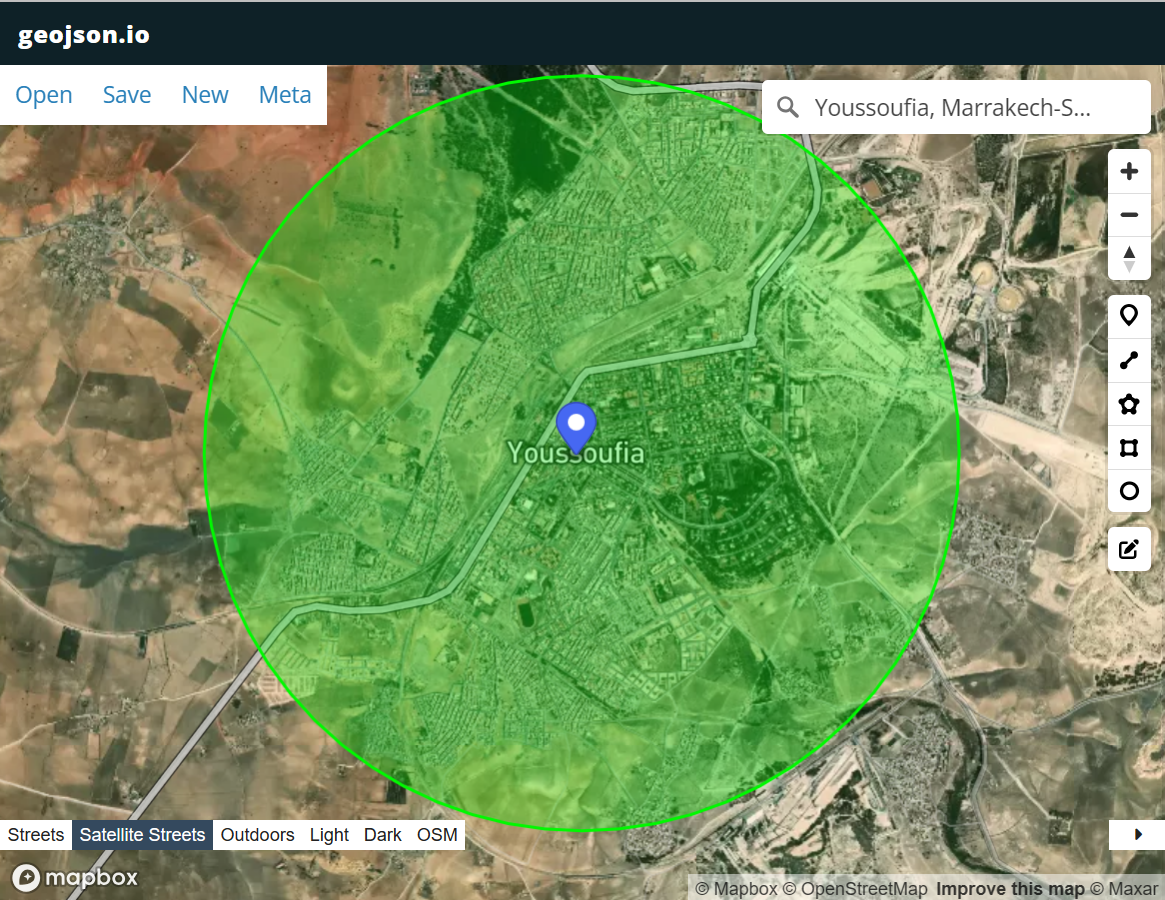 geojson.io
Open Save New Meta
Youssoufia, Marrakech-S...
Youssoufia
Streets Satellite Streets Outdoors Light Dark OSM
mapbox
© Mapbox © OpenStreetMap Improve this map © Maxar